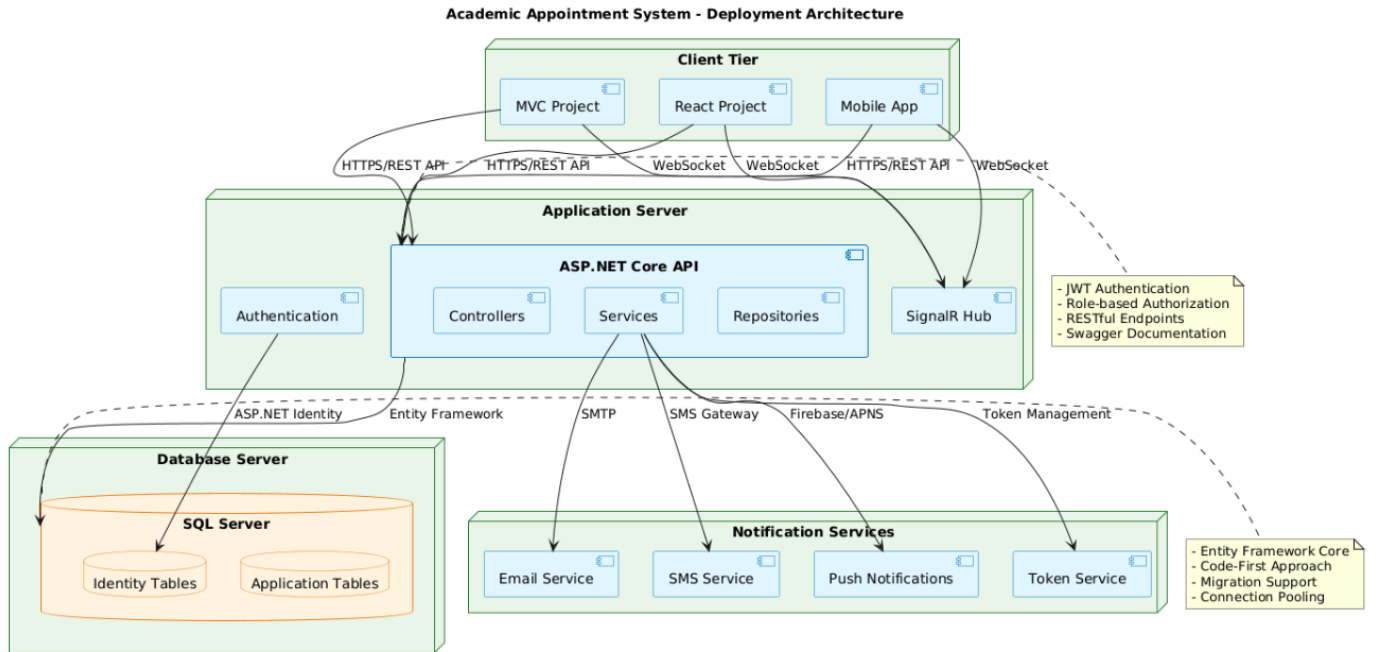 Academic Appointment System - Deployment Architecture
Client Tier
MVC Project
React Project
Mobile App
HTTPS/REST API
HTTPS/REST API
WebSocket
WebSocket
HTTPS/REST API
WebSocket
Application Server
ASP.NET Core API
Authentication
Controllers
Services
Repositories
SignalR Hub
- JWT Authentication
- Role-based Authorization
- RESTful Endpoints
- Swagger Documentation
ASP.NET Identity
Entity Framework
SMTP
SMS Gateway
Firebase/APNS
Token Management
Database Server
SQL Server
Identity Tables
Application Tables
Notification Services
Email Service
SMS Service
Push Notifications
Token Service
- Entity Framework Core
- Code-First Approach
- Migration Support
- Connection Pooling